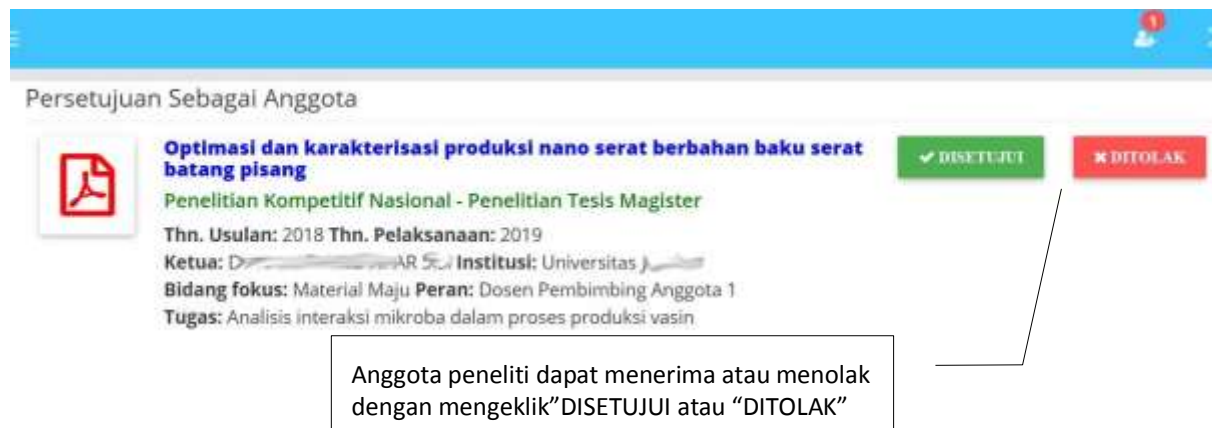 1
Persetujuan Sebagai Anggota
Optimasi dan karakterisasi produksi nano serat berbahan baku serat
batang pisang
✔ DISETUJUI
✖ DITOLAK
Penelitian Kompetitif Nasional - Penelitian Tesis Magister
Thn. Usulan: 2018 Thn. Pelaksanaan: 2019
Ketua: Institusi: Universitas
Bidang fokus: Material Maju Peran: Dosen Pembimbing Anggota 1
Tugas: Analisis interaksi mikroba dalam proses produksi vasin
Anggota peneliti dapat menerima atau menolak
dengan mengeklik”DISETUJUI atau “DITOLAK”